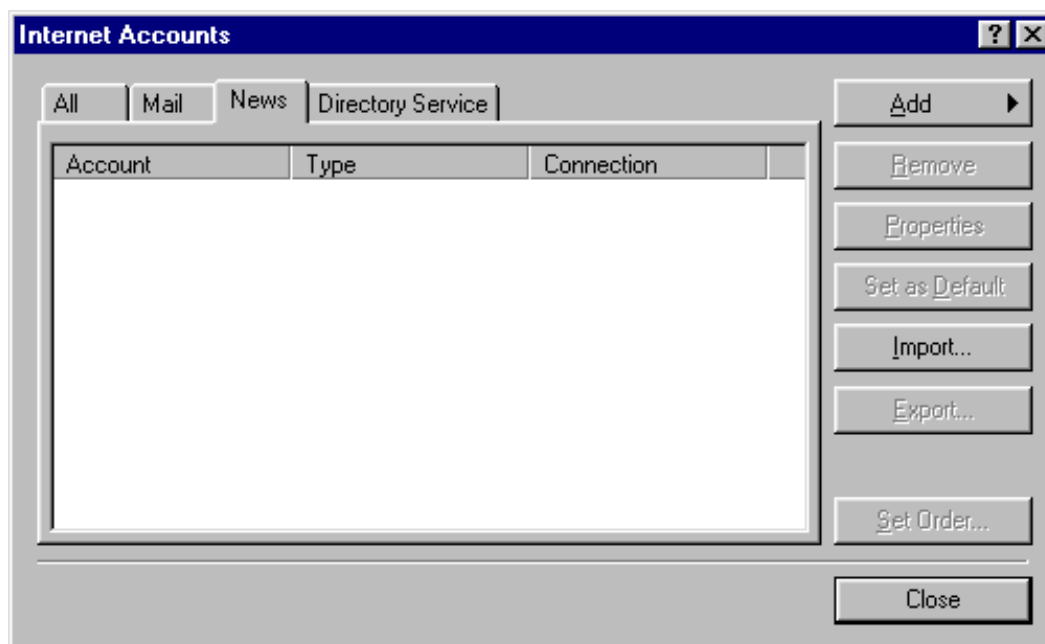 Internet Accounts
All Mail News Directory Service
Account Type Connection
Add
Remove
Properties
Set as Default
Import...
Export...
Set Order...
Close